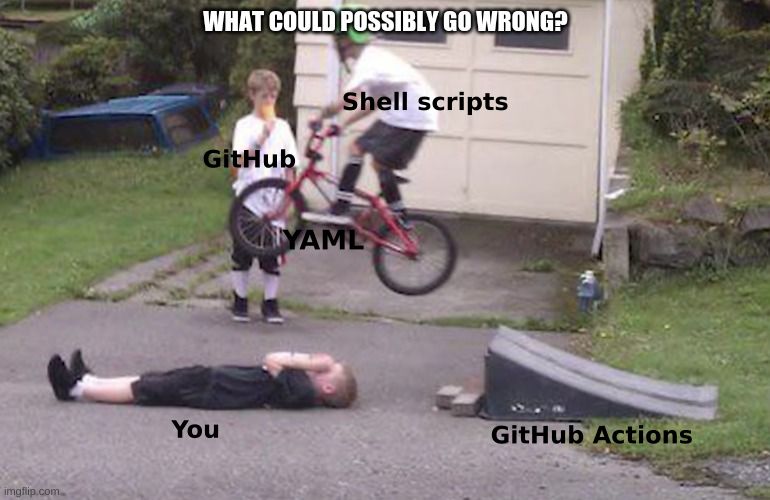 WHAT COULD POSSIBLY GO WRONG?
Shell scripts
GitHub
YAML
You
GitHub Actions
imgflip.com